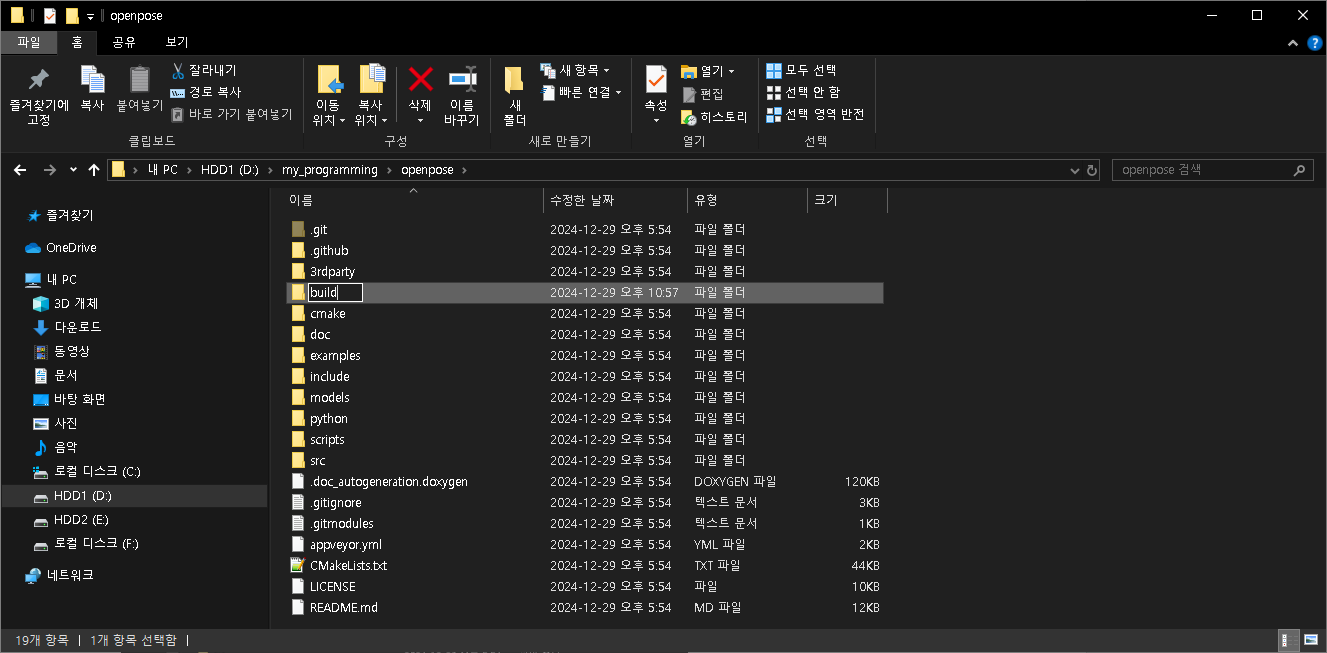 openpose
파일 홈 공유 보기
즐겨찾기에 고정
복사
붙여넣기
잘라내기
경로 복사
바로 가기 붙여넣기
클립보드
이동 위치
복사 위치
삭제
이름 바꾸기
구성
새 폴더
새 항목
빠른 연결
새로 만들기
속성
열기
편집
히스토리
열기
모두 선택
선택 안 함
선택 영역 반전
선택
내 PC > HDD1 (D:) > my_programming > openpose >
openpose 검색
즐겨찾기
OneDrive
내 PC
3D 개체
다운로드
동영상
문서
바탕 화면
사진
음악
로컬 디스크 (C:)
HDD1 (D:)
HDD2 (E:)
로컬 디스크 (F:)
네트워크
이름 수정한 날짜 유형 크기
.git 2024-12-29 오후 5:54 파일 폴더
.github 2024-12-29 오후 5:54 파일 폴더
3rdparty 2024-12-29 오후 5:54 파일 폴더
build 2024-12-29 오후 10:57 파일 폴더
cmake 2024-12-29 오후 5:54 파일 폴더
doc 2024-12-29 오후 5:54 파일 폴더
examples 2024-12-29 오후 5:54 파일 폴더
include 2024-12-29 오후 5:54 파일 폴더
models 2024-12-29 오후 5:54 파일 폴더
python 2024-12-29 오후 5:54 파일 폴더
scripts 2024-12-29 오후 5:54 파일 폴더
src 2024-12-29 오후 5:54 파일 폴더
.doc_autogeneration.doxygen 2024-12-29 오후 5:54 DOXYGEN 파일 120KB
.gitignore 2024-12-29 오후 5:54 텍스트 문서 3KB
.gitmodules 2024-12-29 오후 5:54 텍스트 문서 1KB
appveyor.yml 2024-12-29 오후 5:54 YML 파일 2KB
CMakeLists.txt 2024-12-29 오후 5:54 TXT 파일 44KB
LICENSE 2024-12-29 오후 5:54 파일 10KB
README.md 2024-12-29 오후 5:54 MD 파일 12KB
19개 항목 | 1개 항목 선택함 |